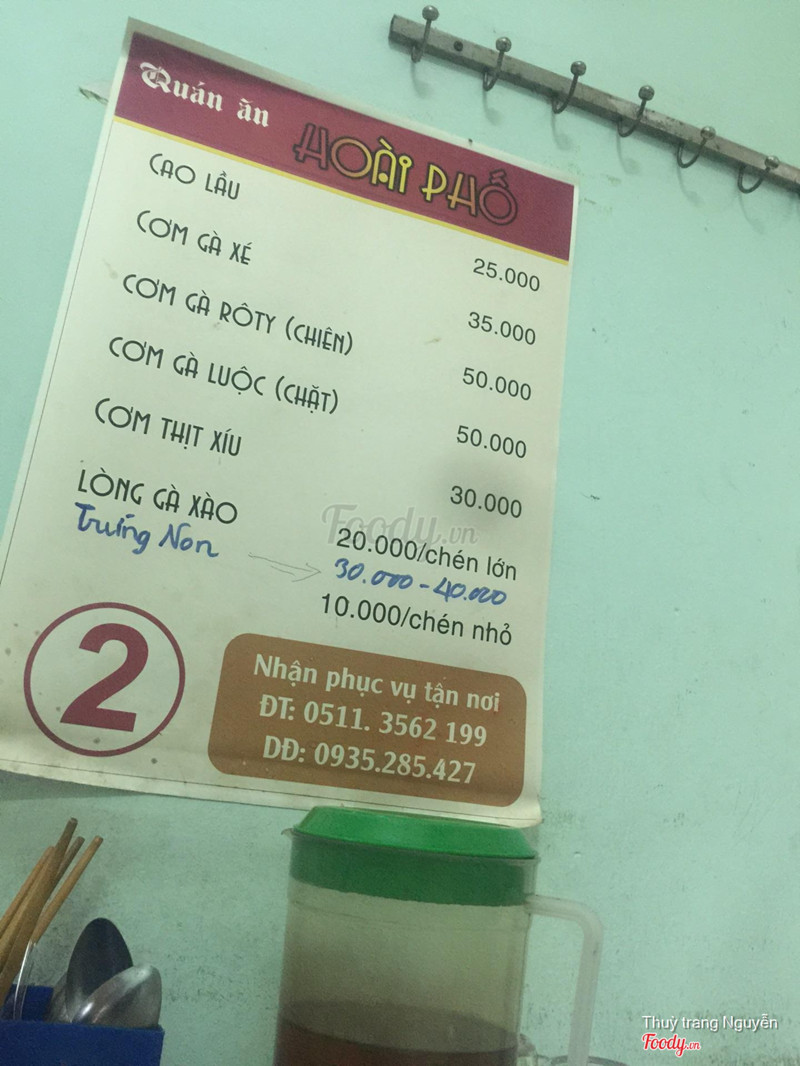 Quán ăn HOÀI PHỐ
CAO LẦU 25.000
CƠM GÀ XÉ 35.000
CƠM GÀ RÔTY (CHIÊN) 50.000
CƠM GÀ LUỘC (CHẶT) 50.000
CƠM THỊT XÍU 30.000
LÒNG GÀ XÀO 20.000/chén lớn
Trứng Non 30.000 - 40.000
10.000/chén nhỏ
2
Nhận phục vụ tận nơi
ĐT: 0511. 3562 199
DĐ: 0935.285.427
Foody.vn
Thuỳ trang Nguyễn
Foody.vn